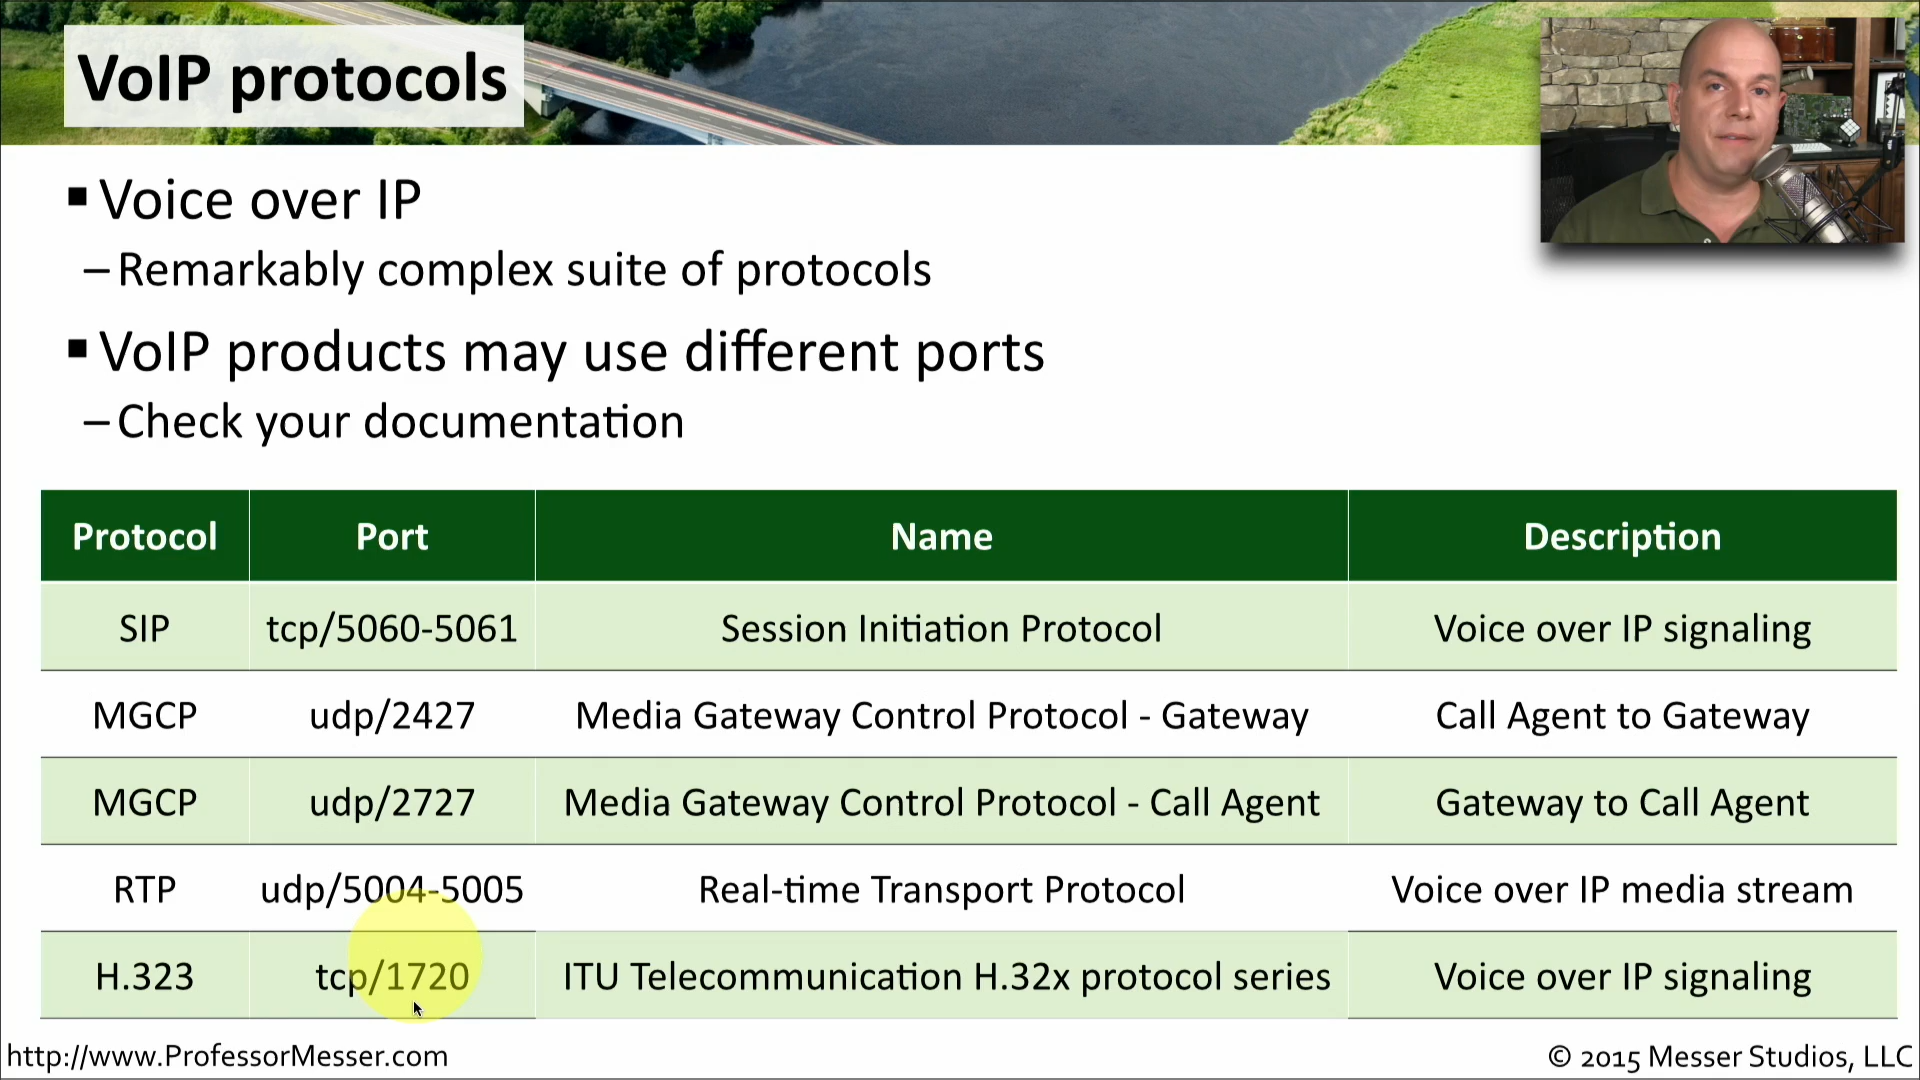 VoIP protocols
▪ Voice over IP
– Remarkably complex suite of protocols
▪ VoIP products may use different ports
– Check your documentation
Protocol Port Name Description
SIP tcp/5060-5061 Session Initiation Protocol Voice over IP signaling
MGCP udp/2427 Media Gateway Control Protocol - Gateway Call Agent to Gateway
MGCP udp/2727 Media Gateway Control Protocol - Call Agent Gateway to Call Agent
RTP udp/5004-5005 Real-time Transport Protocol Voice over IP media stream
H.323 tcp/1720 ITU Telecommunication H.32x protocol series Voice over IP signaling
http://www.ProfessorMesser.com © 2015 Messer Studios, LLC